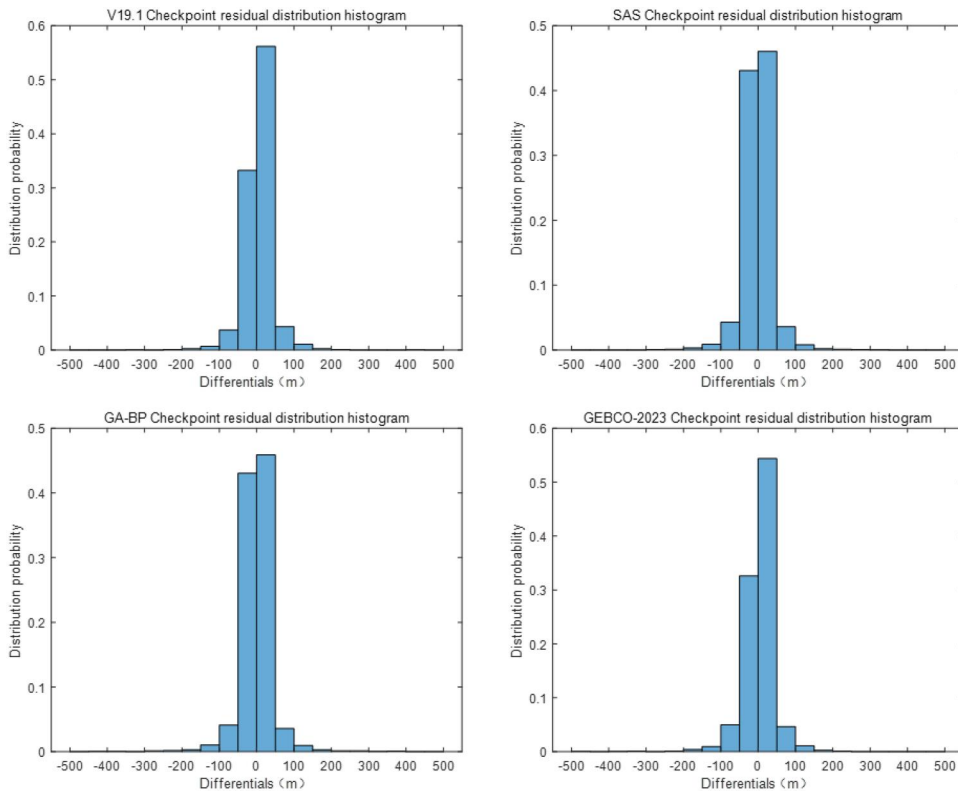 V19.1 Checkpoint residual distribution histogram
0.6
0.5
0.4
0.3
0.2
0.1
0
Distribution probability
-500 -400 -300 -200 -100 0 100 200 300 400 500
Differentials（m）
SAS Checkpoint residual distribution histogram
0.5
0.4
0.3
0.2
0.1
0
Distribution probability
-500 -400 -300 -200 -100 0 100 200 300 400 500
Differentials（m）
GA-BP Checkpoint residual distribution histogram
0.5
0.4
0.3
0.2
0.1
0
Distribution probability
-500 -400 -300 -200 -100 0 100 200 300 400 500
Differentials（m）
GEBCO-2023 Checkpoint residual distribution histogram
0.6
0.5
0.4
0.3
0.2
0.1
0
Distribution probability
-500 -400 -300 -200 -100 0 100 200 300 400 500
Differentials（m）